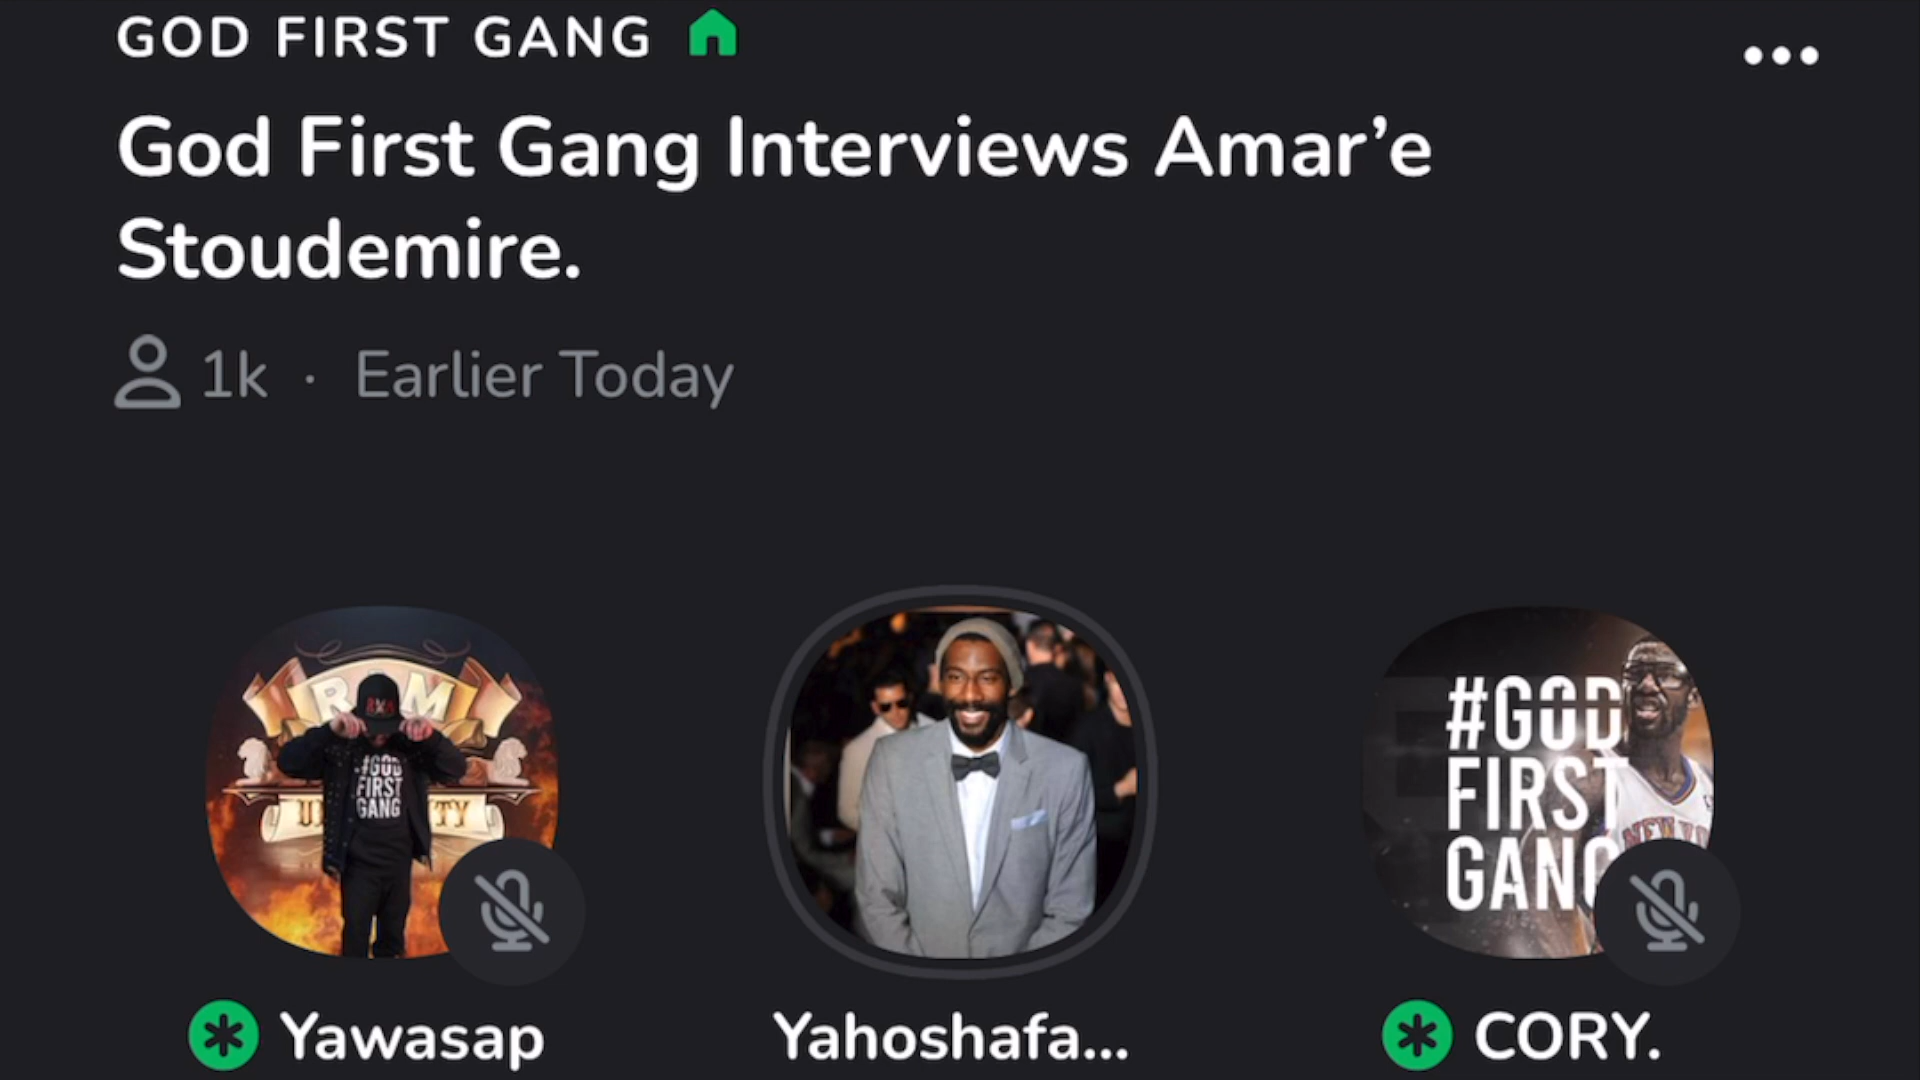 GOD FIRST GANG
God First Gang Interviews Amar’e
Stoudemire.
1k · Earlier Today
#GOD
FIRST
GANG
#GOD
FIRST
GANG
Yawasap
Yahoshafa...
CORY.